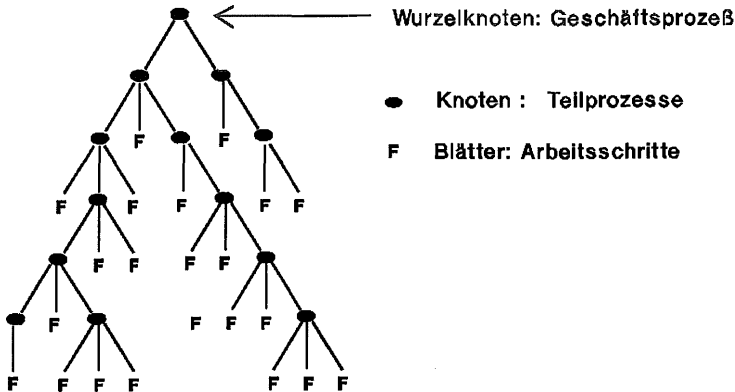 Wurzelknoten: Geschäftsprozeß
Knoten : Teilprozesse
F Blätter: Arbeitsschritte
F F
F F F F F
F F F F
F F F F
F F F F F F F